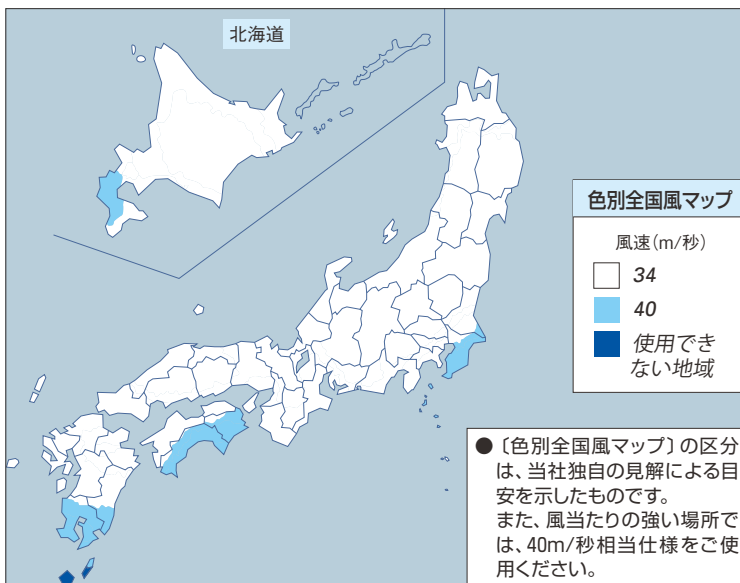 北海道
色別全国風マップ
風速(m/秒)
34
40
使用でき
ない地域
●〔色別全国風マップ〕の区分
は、当社独自の見解による目
安を示したものです。
また、風当たりの強い場所で
は、40m/秒相当仕様をご使
用ください。